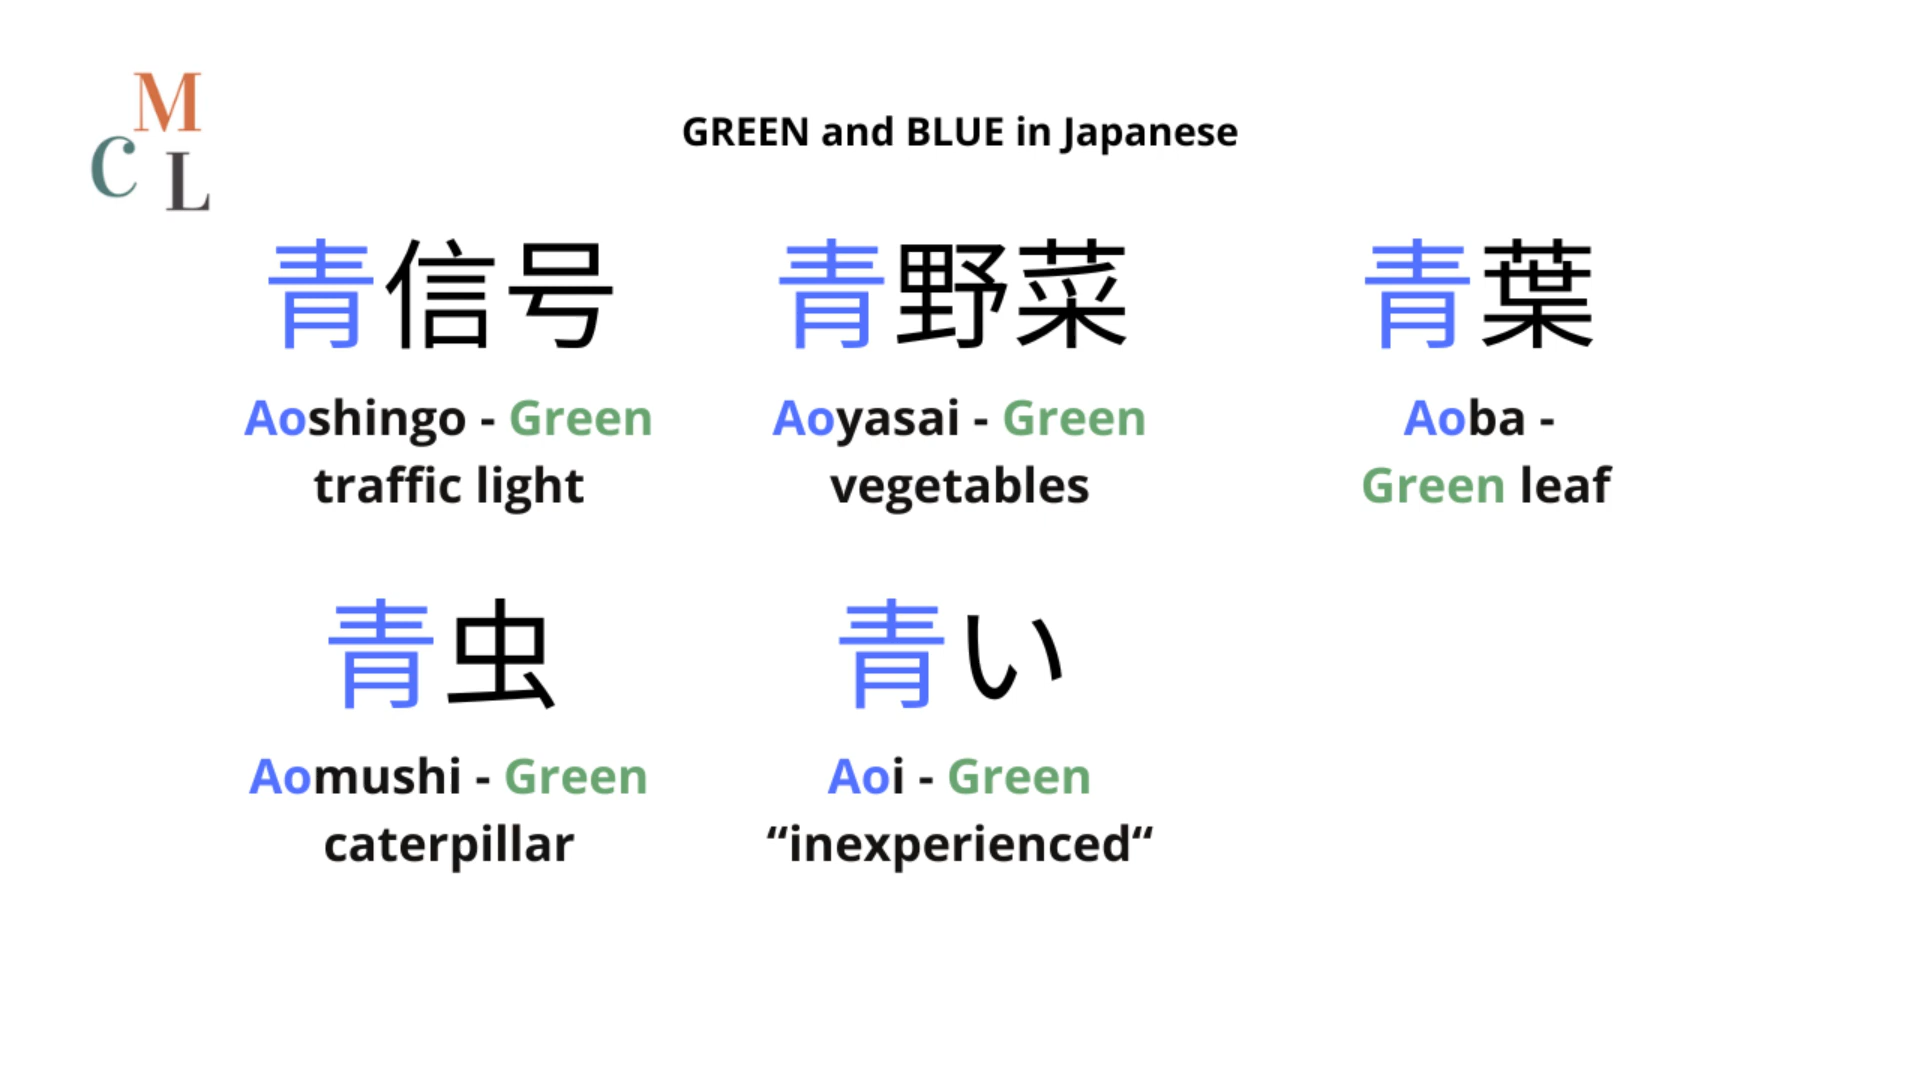 M
C L
GREEN and BLUE in Japanese
青信号
Aoshingo - Green
traffic light
青野菜
Aoyasai - Green
vegetables
青葉
Aoba -
Green leaf
青虫
Aomushi - Green
caterpillar
青い
Aoi - Green
“inexperienced“